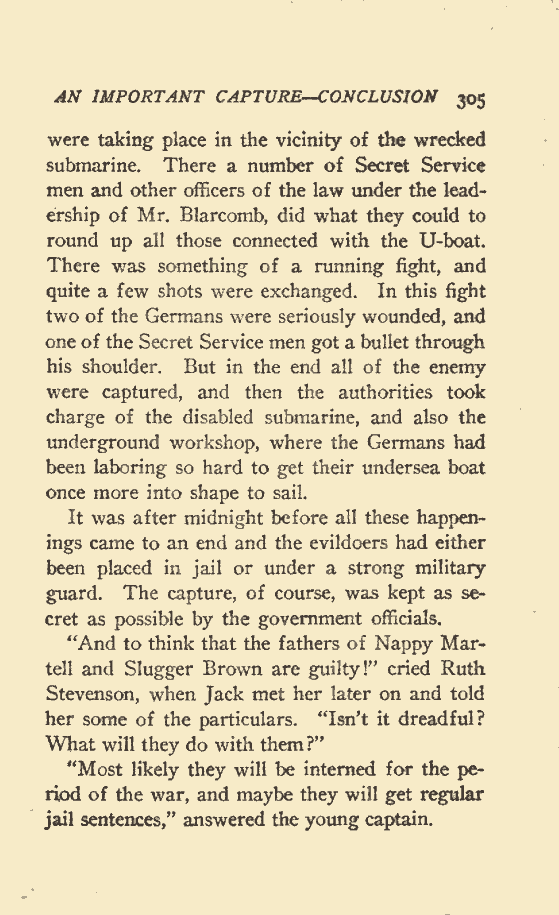 AN IMPORTANT CAPTURE—CONCLUSION 305
were taking place in the vicinity of the wrecked
submarine. There a number of Secret Service
men and other officers of the law under the lead-
ership of Mr. Blarcomb, did what they could to
round up all those connected with the U-boat.
There was something of a running fight, and
quite a few shots were exchanged. In this fight
two of the Germans were seriously wounded, and
one of the Secret Service men got a bullet through
his shoulder. But in the end all of the enemy
were captured, and then the authorities took
charge of the disabled submarine, and also the
underground workshop, where the Germans had
been laboring so hard to get their undersea boat
once more into shape to sail.
It was after midnight before all these happen-
ings came to an end and the evildoers had either
been placed in jail or under a strong military
guard. The capture, of course, was kept as se-
cret as possible by the government officials.
"And to think that the fathers of Nappy Mar-
tell and Slugger Brown are guilty!" cried Ruth
Stevenson, when Jack met her later on and told
her some of the particulars. "Isn't it dreadful?
What will they do with them?"
"Most likely they will be interned for the pe-
riod of the war, and maybe they will get regular
jail sentences," answered the young captain.